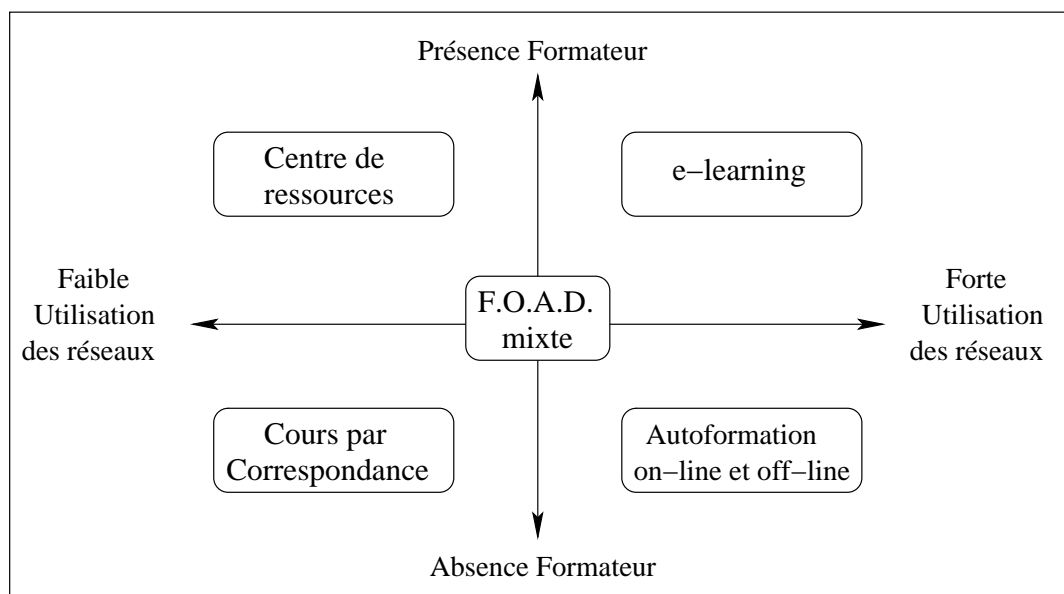 Présence Formateur
Centre de
ressources
e−learning
Faible
Utilisation
des réseaux
F.O.A.D.
mixte
Forte
Utilisation
des réseaux
Cours par
Correspondance
Autoformation
on−line et off−line
Absence Formateur